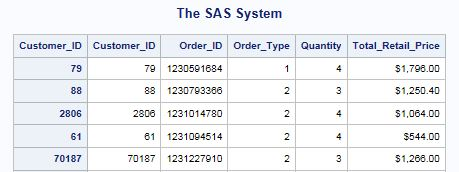 The SAS System
Customer_ID Customer_ID Order_ID Order_Type Quantity Total_Retail_Price
79 79 1230591684 1 4 $1,796.00
88 88 1230793366 2 3 $1,250.40
2806 2806 1231014780 2 4 $1,064.00
61 61 1231094514 2 4 $544.00
70187 70187 1231227910 2 3 $1,266.00